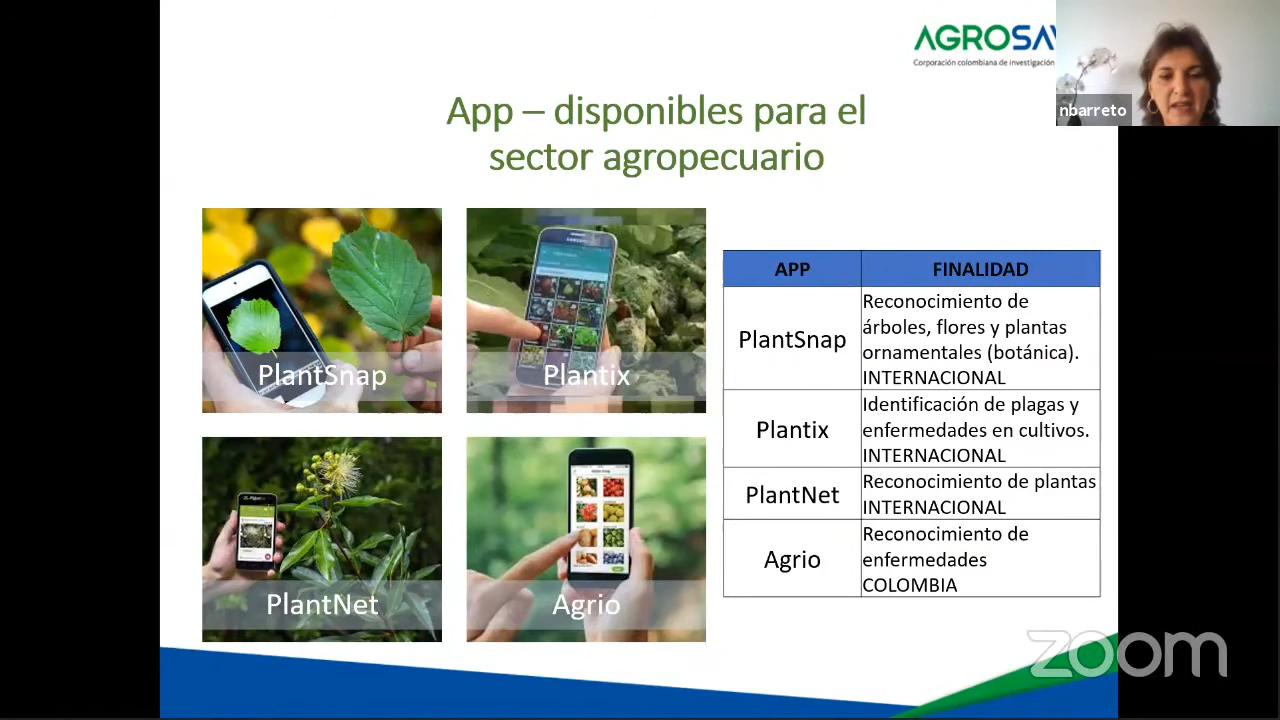 AGROSAV
Corporación colombiana de investigación
nbarreto
App – disponibles para el
sector agropecuario
PlantSnap
Plantix
PlantNet
Agrio
APP
FINALIDAD
PlantSnap
Reconocimiento de
árboles, flores y plantas
ornamentales (botánica).
INTERNACIONAL
Plantix
Identificación de plagas y
enfermedades en cultivos.
INTERNACIONAL
PlantNet
Reconocimiento de plantas
INTERNACIONAL
Agrio
Reconocimiento de
enfermedades
COLOMBIA
zoom